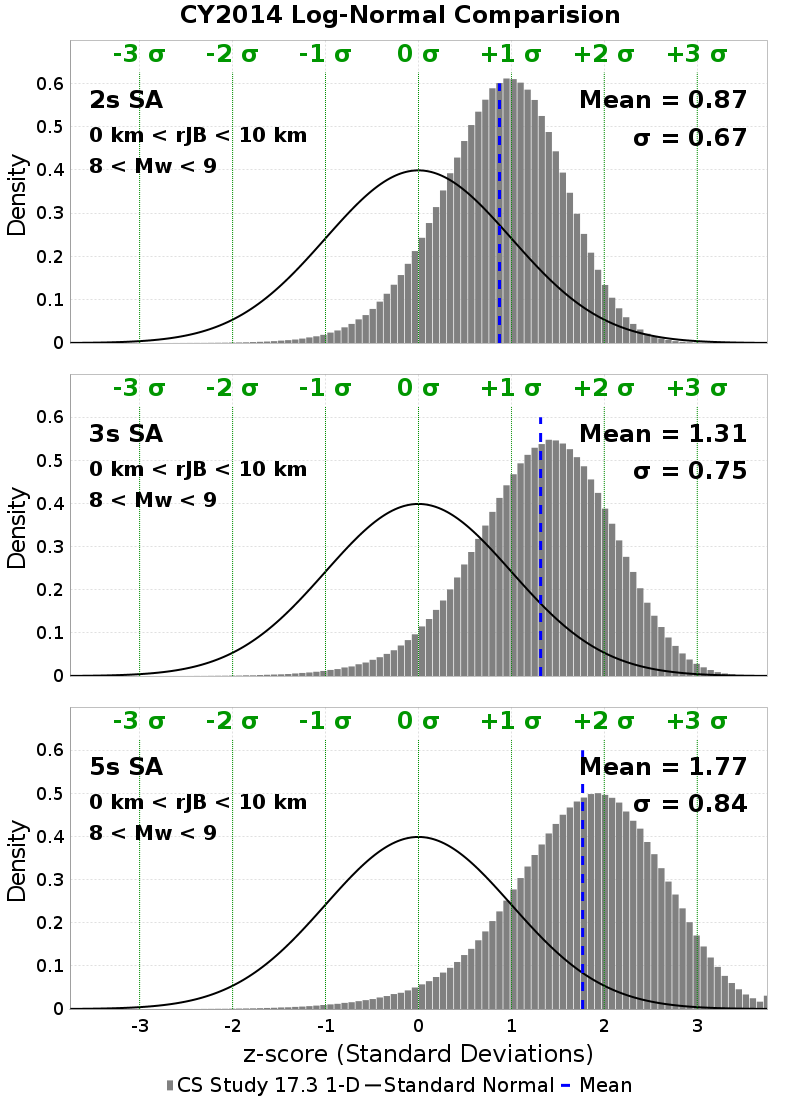 CY2014 Log-Normal Comparision
-3 σ -2 σ -1 σ 0 σ +1 σ +2 σ +3 σ
2s SA
Mean = 0.87
0 km < rJB < 10 km
σ = 0.67
8 < Mw < 9
Density
0.6
0.5
0.4
0.3
0.2
0.1
0
-3 σ -2 σ -1 σ 0 σ +1 σ +2 σ +3 σ
3s SA
Mean = 1.31
0 km < rJB < 10 km
σ = 0.75
8 < Mw < 9
Density
0.6
0.5
0.4
0.3
0.2
0.1
0
-3 σ -2 σ -1 σ 0 σ +1 σ +2 σ +3 σ
5s SA
Mean = 1.77
0 km < rJB < 10 km
σ = 0.84
8 < Mw < 9
Density
0.6
0.5
0.4
0.3
0.2
0.1
0
-3 -2 -1 0 1 2 3
z-score (Standard Deviations)
CS Study 17.3 1-D Standard Normal Mean